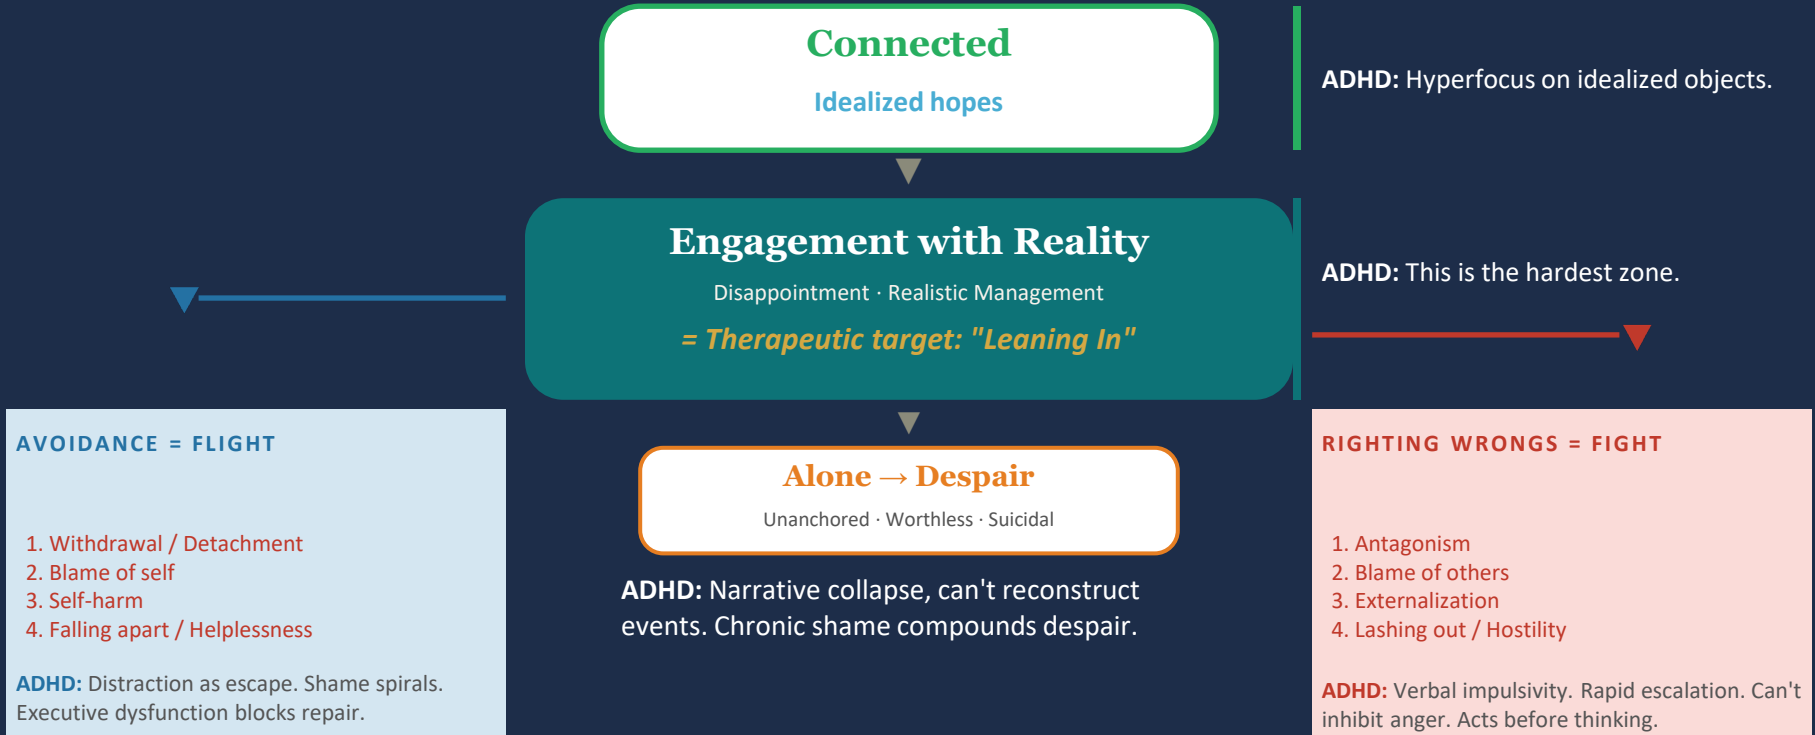 Connected
Idealized hopes
ADHD: Hyperfocus on idealized objects.
Engagement with Reality
Disappointment · Realistic Management
= Therapeutic target: "Leaning In"
ADHD: This is the hardest zone.
AVOIDANCE = FLIGHT
1. Withdrawal / Detachment
2. Blame of self
3. Self-harm
4. Falling apart / Helplessness
ADHD: Distraction as escape. Shame spirals.
Executive dysfunction blocks repair.
Alone → Despair
Unanchored · Worthless · Suicidal
ADHD: Narrative collapse, can't reconstruct
events. Chronic shame compounds despair.
RIGHTING WRONGS = FIGHT
1. Antagonism
2. Blame of others
3. Externalization
4. Lashing out / Hostility
ADHD: Verbal impulsivity. Rapid escalation. Can't
inhibit anger. Acts before thinking.